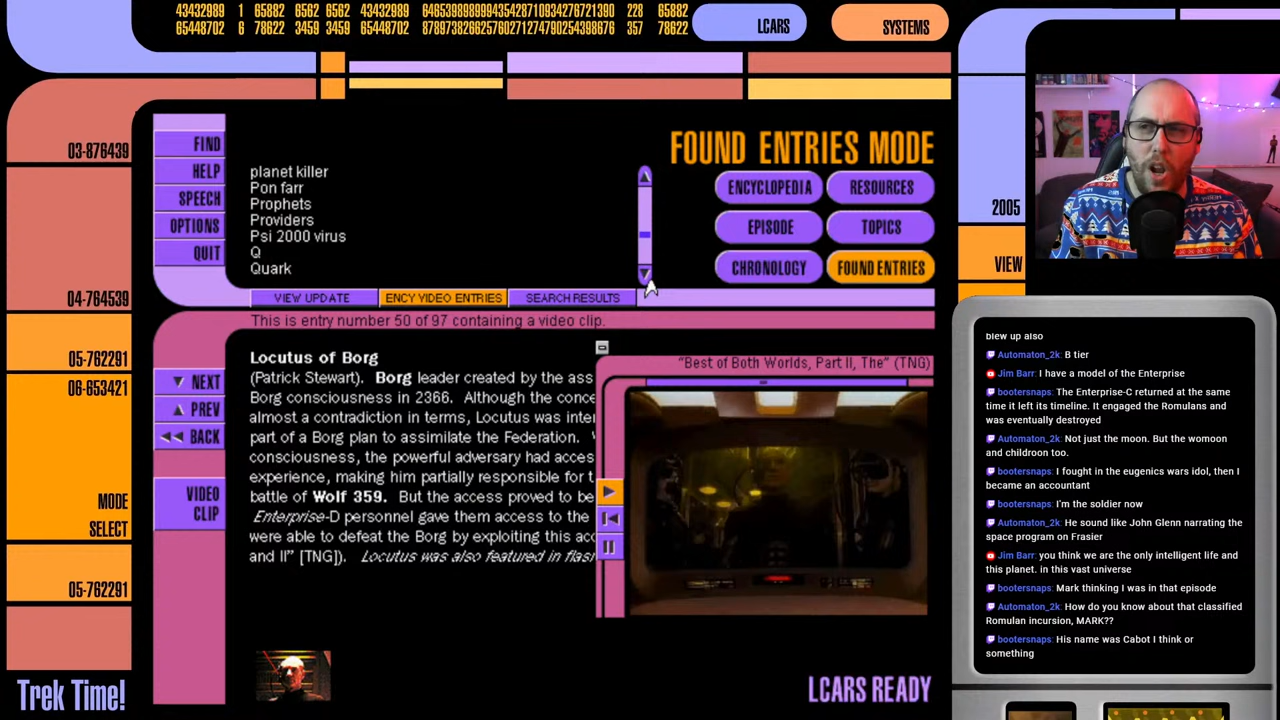 43432989 1 65882 6562 6562 43432989 64653989899435428710934276721390 228 65882
65448702 6 78622 3459 3459 65448702 87897382662576027127479025439 8676 357 78622
LCARS
SYSTEMS
03-876439
04-764539
05-762291
06-653421
MODE
SELECT
05-762291
Trek Time!
FIND
HELP
SPEECH
OPTIONS
QUIT
planet killer
Pon farr
Prophets
Providers
Psi 2000 virus
Q
Quark
FOUND ENTRIES MODE
ENCYCLOPEDIA
RESOURCES
EPISODE
TOPICS
CHRONOLOGY
FOUND ENTRIES
VIEW UPDATE
ENCY VIDEO ENTRIES
SEARCH RESULTS
This is entry number 50 of 97 containing a video clip.
NEXT
PREV
BACK
VIDEO
CLIP
Locutus of Borg
(Patrick Stewart). Borg leader created by the ass
Borg consciousness in 2366. Although the conce
almost a contradiction in terms, Locutus was inter
part of a Borg plan to assimilate the Federation.
consciousness, the powerful adversary had acces
experience, making him partially responsible for t
battle of Wolf 359. But the access proved to be
Enterprise-D personnel gave them access to the
were able to defeat the Borg by exploiting this acc
and II" [TNG]). Locutus was also featured in flas
"Best of Both Worlds, Part II, The" (TNG)
LCARS READY
2005
VIEW
blew up also
Automaton_2k: B tier
Jim Barr: I have a model of the Enterprise
bootersnaps: The Enterprise-C returned at the same
time it left its timeline. It engaged the Romulans and
was eventually destroyed
Automaton_2k: Not just the moon. But the womoon
and childroon too.
bootersnaps: I fought in the eugenics wars idol, then I
became an accountant
bootersnaps: I'm the soldier now
Automaton_2k: He sound like John Glenn narrating the
space program on Frasier
Jim Barr: you think we are the only intelligent life and
this planet. in this vast universe
bootersnaps: Mark thinking I was in that episode
Automaton_2k: How do you know about that classified
Romulan incursion, MARK??
bootersnaps: His name was Cabot I think or
something